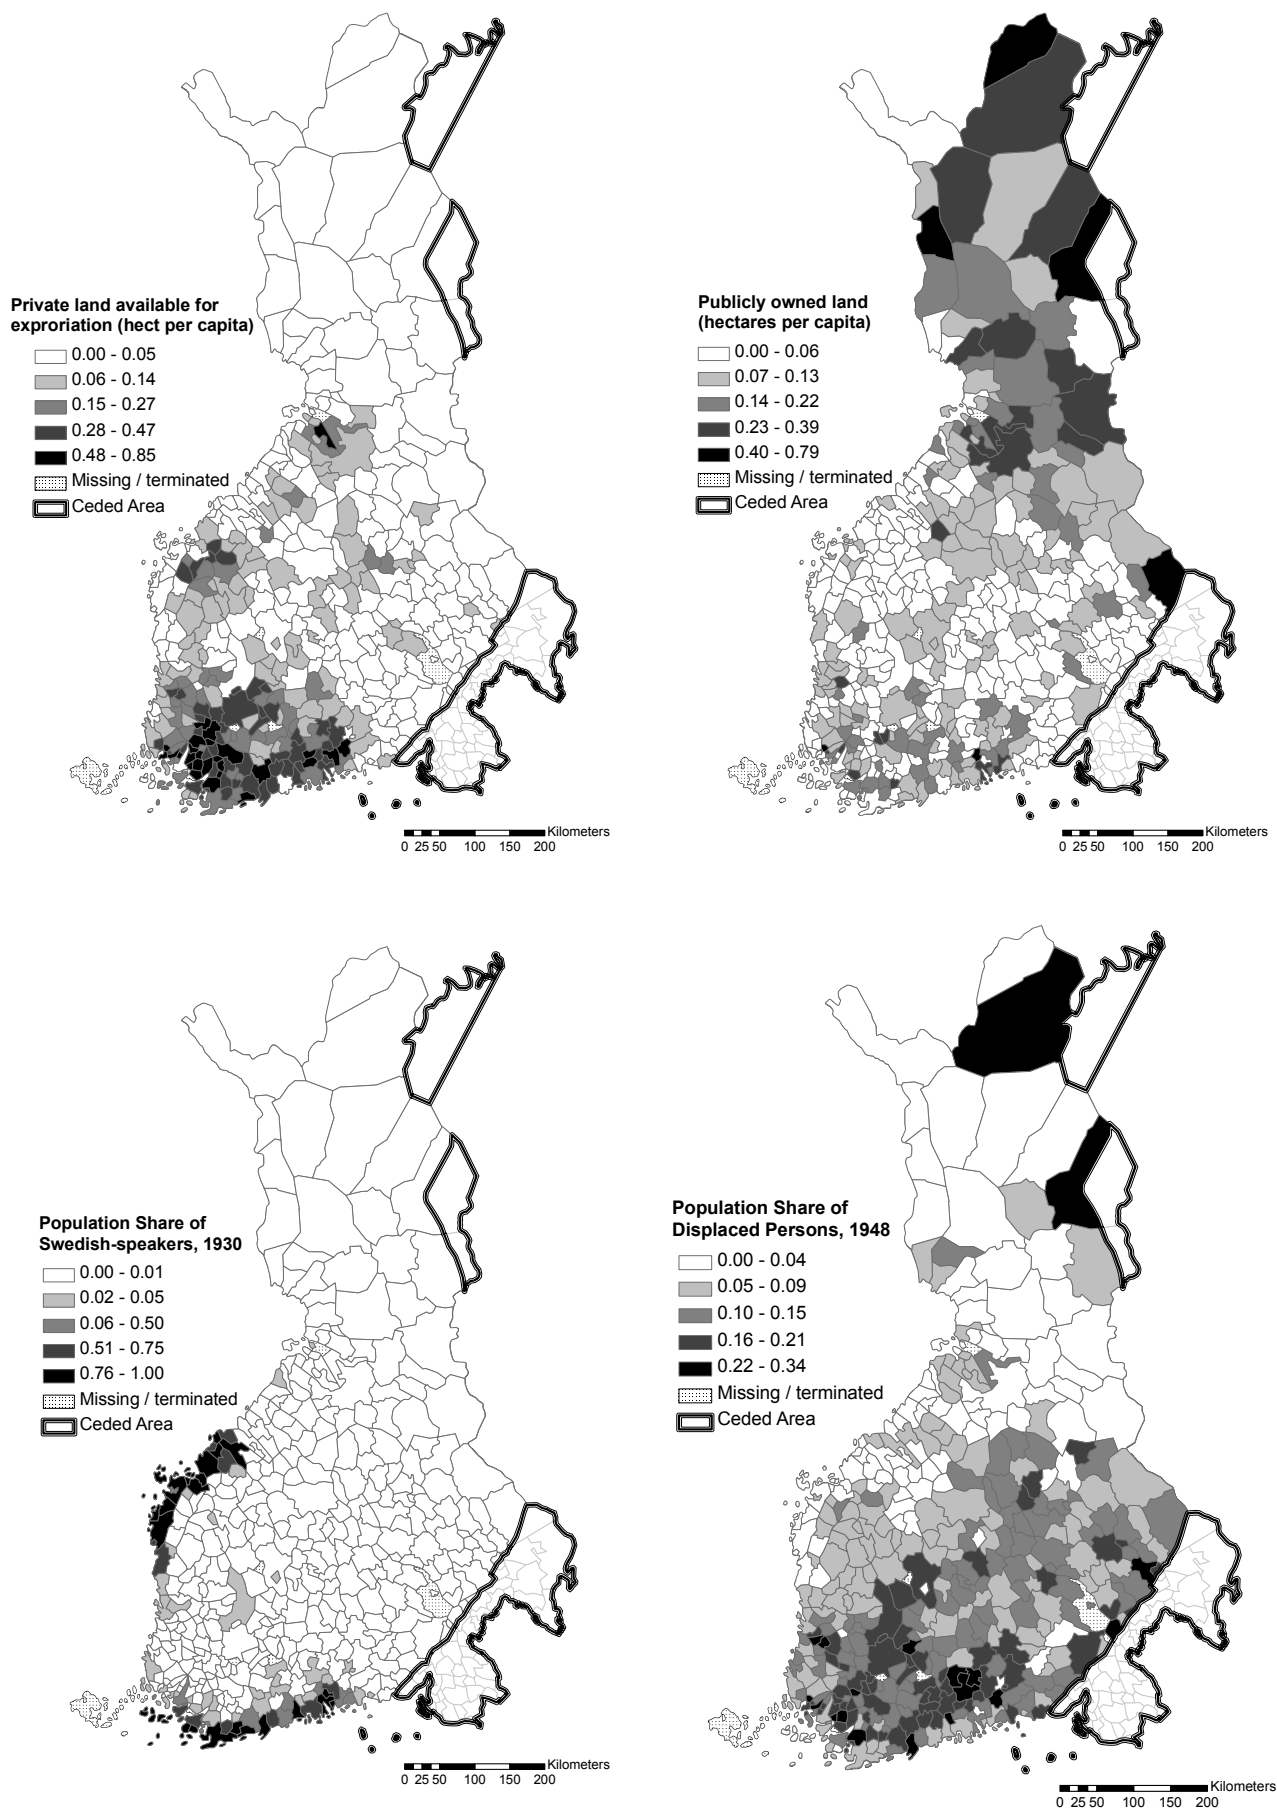 Private land available for
exproriation (hect per capita)
0.00 - 0.05
0.06 - 0.14
0.15 - 0.27
0.28 - 0.47
0.48 - 0.85
Missing / terminated
Ceded Area
Kilometers
0 25 50 100 150 200
Publicly owned land
(hectares per capita)
0.00 - 0.06
0.07 - 0.13
0.14 - 0.22
0.23 - 0.39
0.40 - 0.79
Missing / terminated
Ceded Area
Kilometers
0 25 50 100 150 200
Population Share of
Swedish-speakers, 1930
0.00 - 0.01
0.02 - 0.05
0.06 - 0.50
0.51 - 0.75
0.76 - 1.00
Missing / terminated
Ceded Area
Kilometers
0 25 50 100 150 200
Population Share of
Displaced Persons, 1948
0.00 - 0.04
0.05 - 0.09
0.10 - 0.15
0.16 - 0.21
0.22 - 0.34
Missing / terminated
Ceded Area
Kilometers
0 25 50 100 150 200